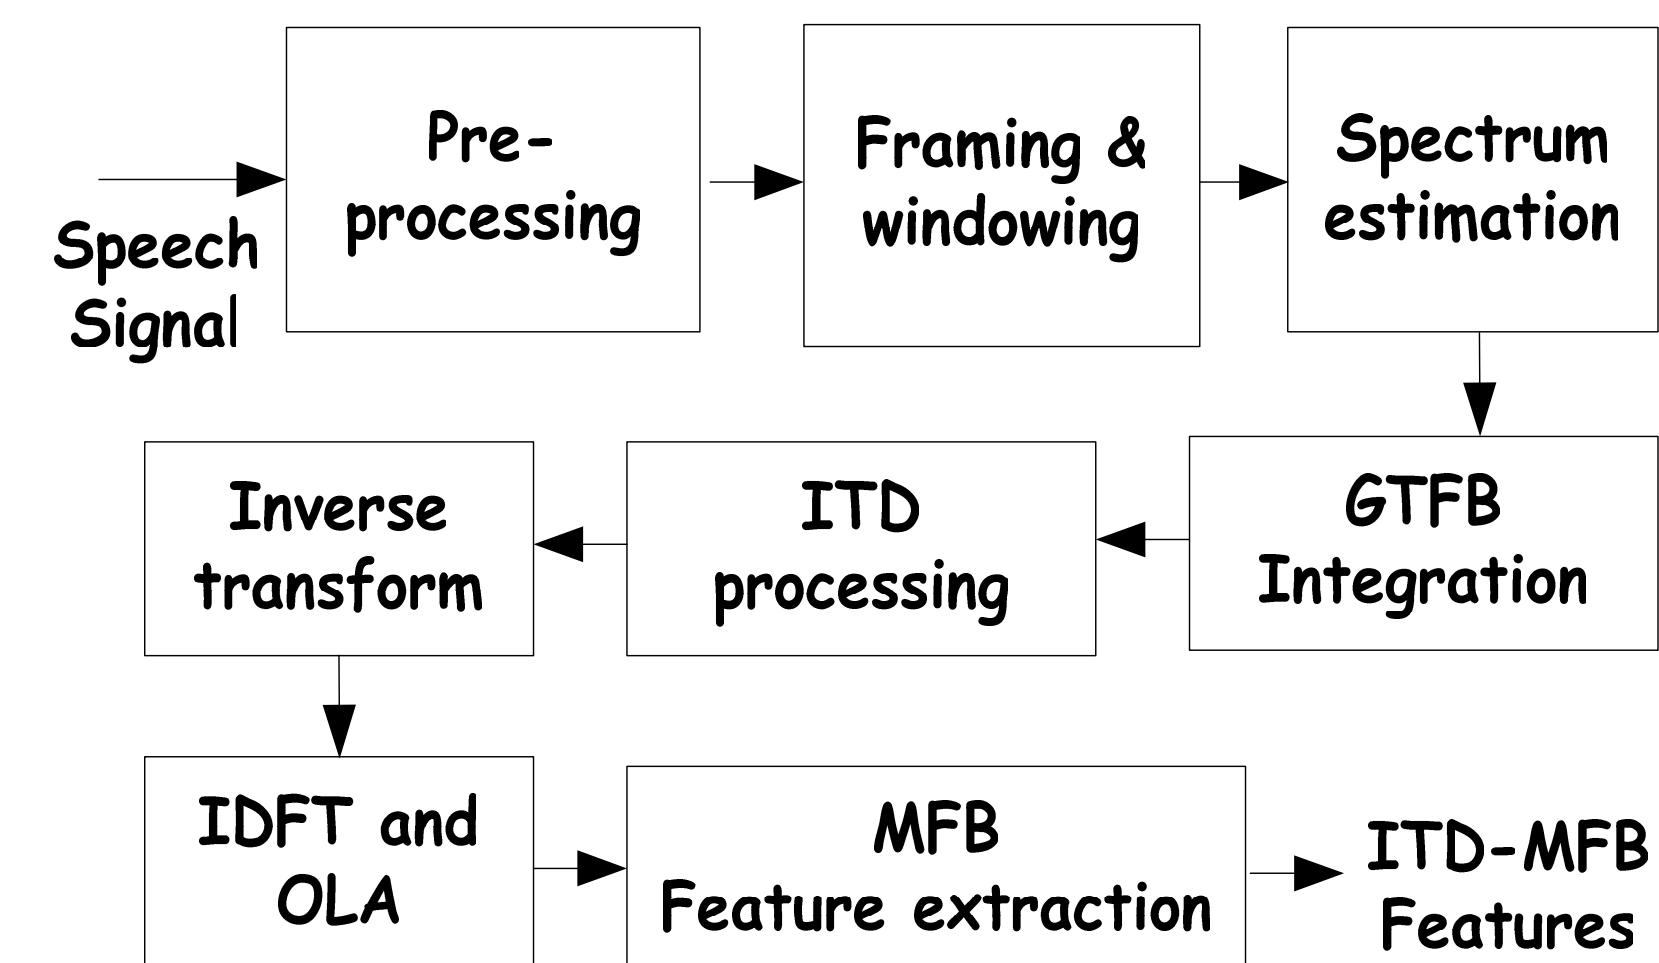 Pre-
processing
Framing &
windowing
Spectrum
estimation
Speech
Signal
GTFB
Integration
ITD
processing
Inverse
transform
IDFT and
OLA
MFB
Feature extraction
ITD-MFB
Features